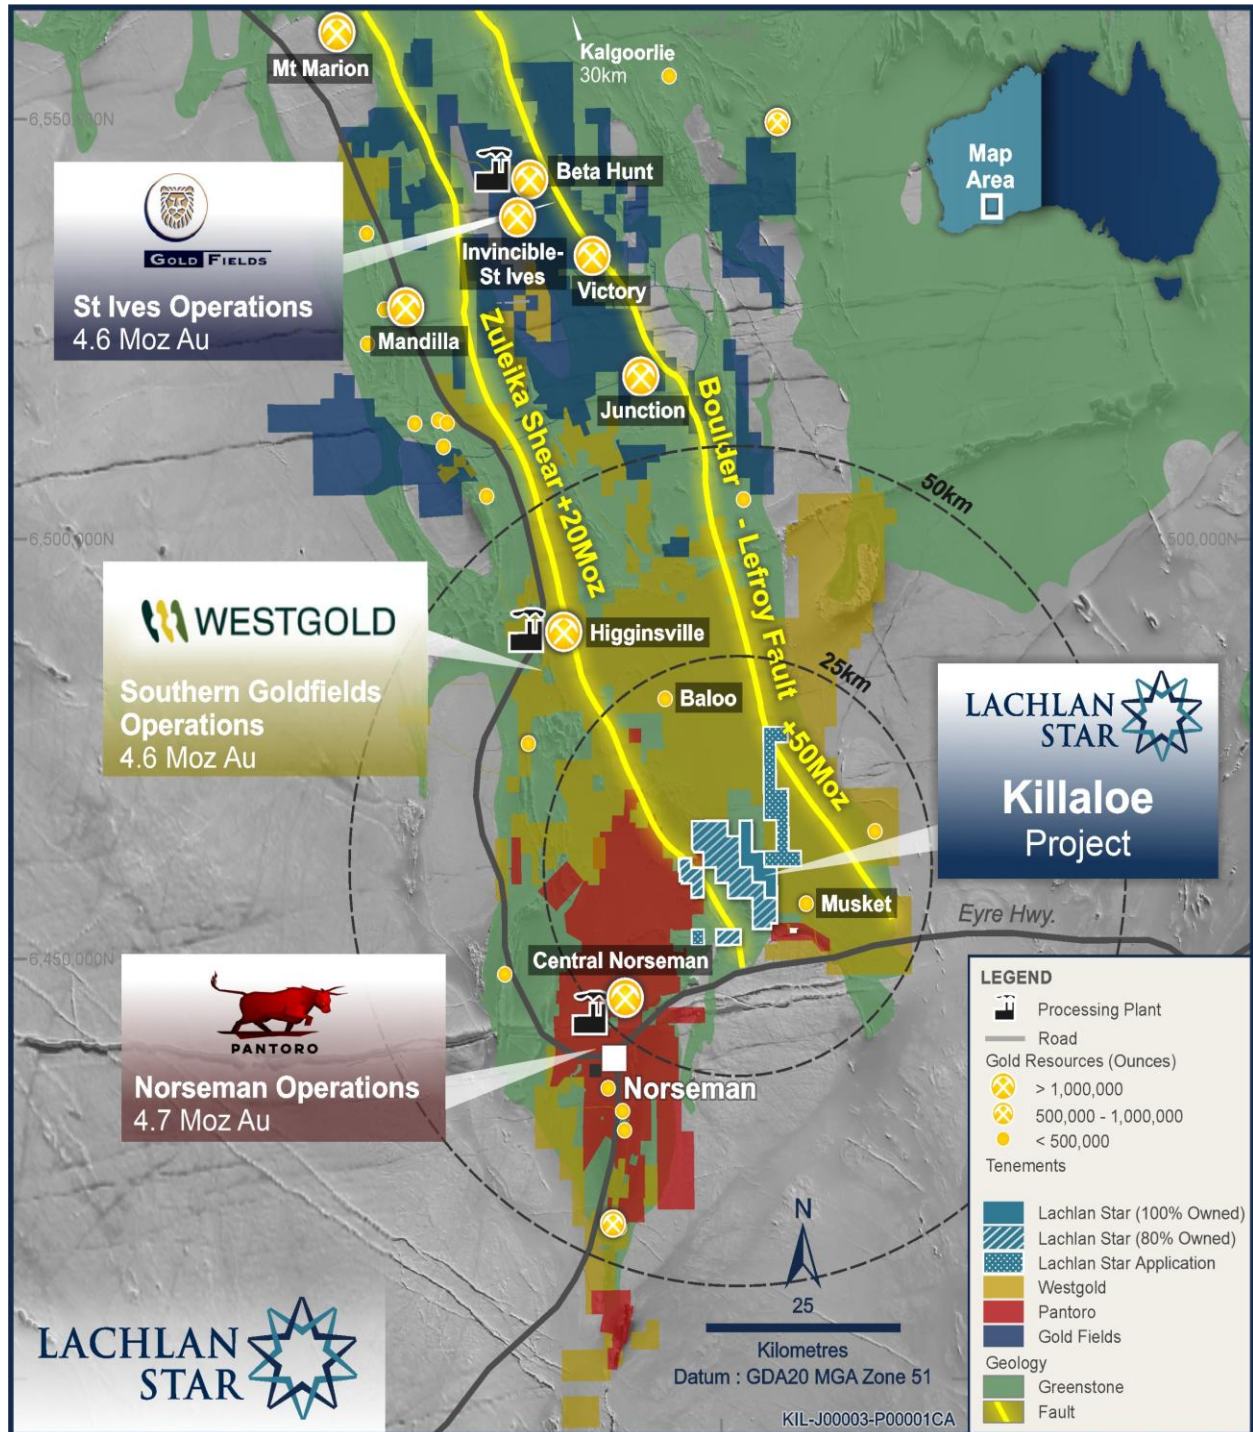 Mt Marion
Kalgoorlie
30km
6,550,000N
Map
Area
Beta Hunt
GOLD FIELDS
St Ives Operations
4.6 Moz Au
Invincible-
St Ives
Victory
Mandilla
Junction
Zuleika Shear +20Moz
Boulder - Lefroy Fault +50Moz
50km
6,500,000N
500,000N
WESTGOLD
Southern Goldfields
Operations
4.6 Moz Au
Higginsville
25km
Baloo
LACHLAN
STAR
Killaloe
Project
Musket
Eyre Hwy.
6,450,000N
Central Norseman
PANTORO
Norseman Operations
4.7 Moz Au
Norseman
LEGEND
Processing Plant
Road
Gold Resources (Ounces)
> 1,000,000
500,000 - 1,000,000
< 500,000
Tenements
Lachlan Star (100% Owned)
Lachlan Star (80% Owned)
Lachlan Star Application
Westgold
Pantoro
Gold Fields
Geology
Greenstone
Fault
N
25
Kilometres
Datum : GDA20 MGA Zone 51
KIL-J00003-P00001CA
LACHLAN
STAR